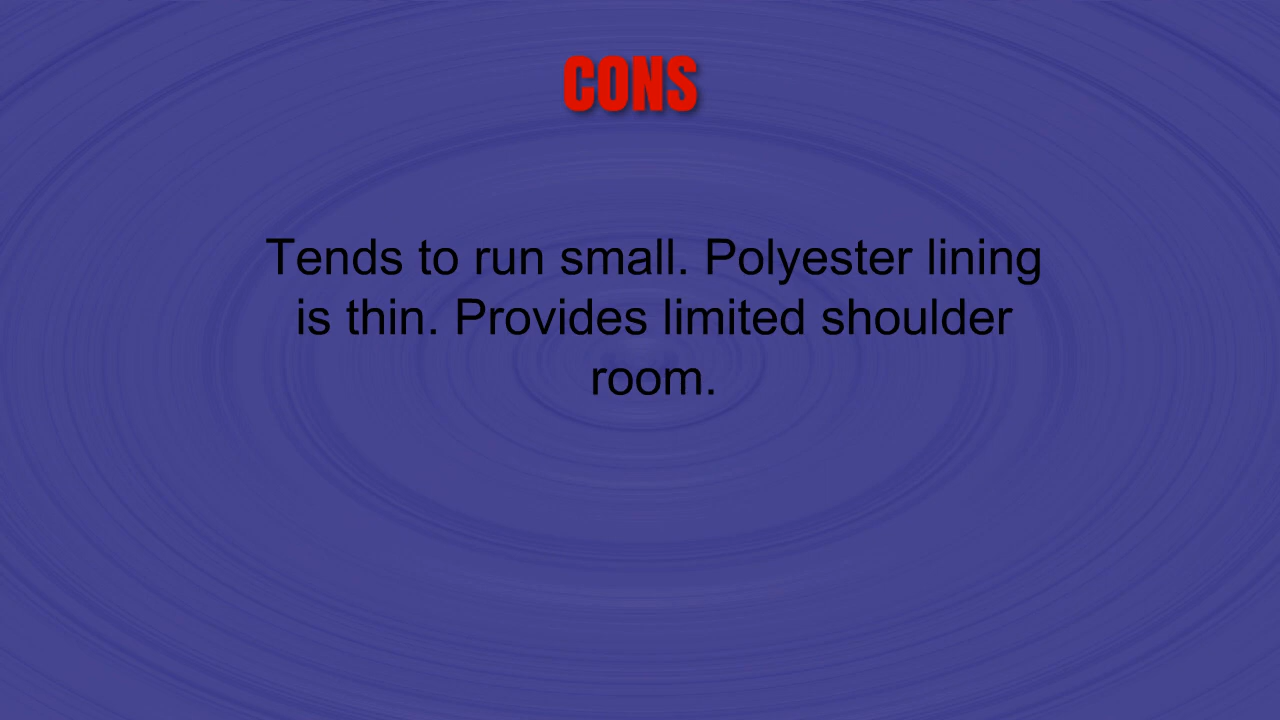 CONS
Tends to run small. Polyester lining
is thin. Provides limited shoulder
room.